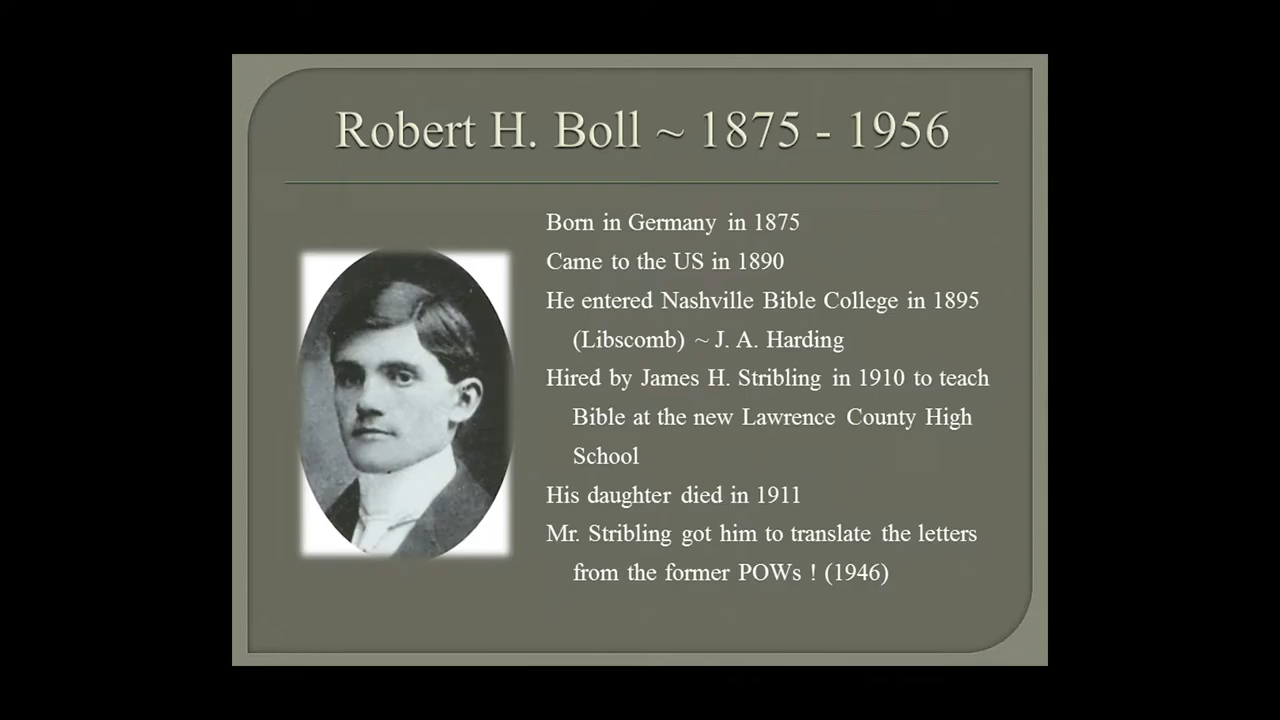 Robert H. Boll ~ 1875 - 1956
Born in Germany in 1875
Came to the US in 1890
He entered Nashville Bible College in 1895
(Libscomb) ~ J. A. Harding
Hired by James H. Stribling in 1910 to teach
Bible at the new Lawrence County High
School
His daughter died in 1911
Mr. Stribling got him to translate the letters
from the former POWs ! (1946)